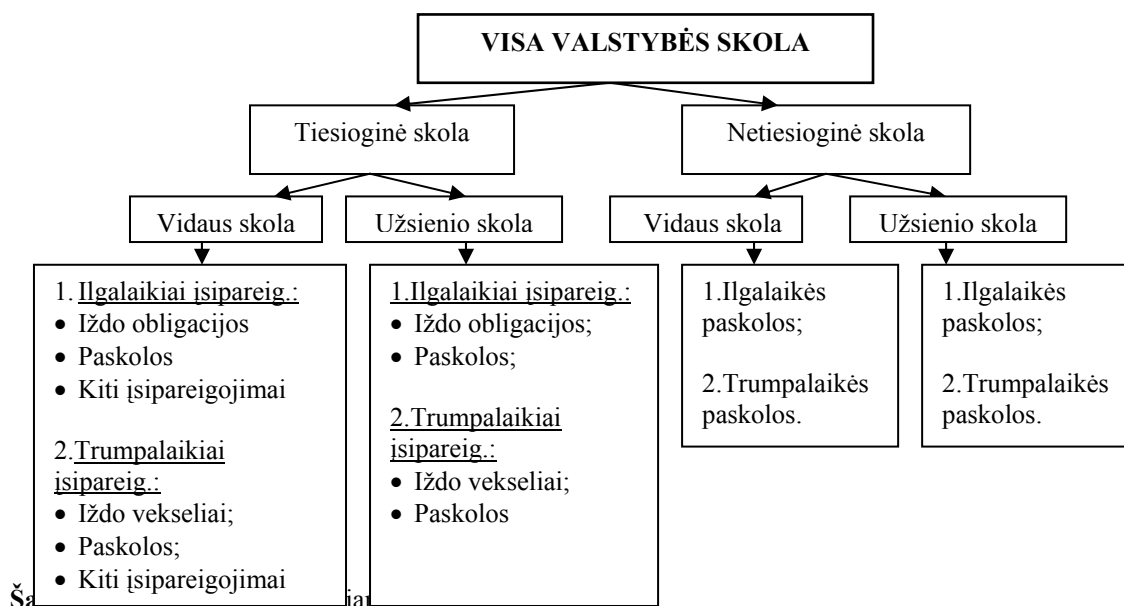 VISA VALSTYBĖS SKOLA
Tiesioginė skola
Netiesioginė skola
Vidaus skola
Užsienio skola
Vidaus skola
Užsienio skola
1. Ilgalaikiai įsipareig.:
• Iždo obligacijos
• Paskolos
• Kiti įsipareigojimai
2.Trumpalaikiai
įsipareig.:
• Iždo vekseliai;
• Paskolos;
• Kiti įsipareigojimai
1.Ilgalaikiai įsipareig.:
• Iždo obligacijos;
• Paskolos;
2.Trumpalaikiai
įsipareig.:
• Iždo vekseliai;
• Paskolos
1.Ilgalaikės
paskolos;
2.Trumpalaikės
paskolos.
1.Ilgalaikės
paskolos;
2.Trumpalaikės
paskolos.